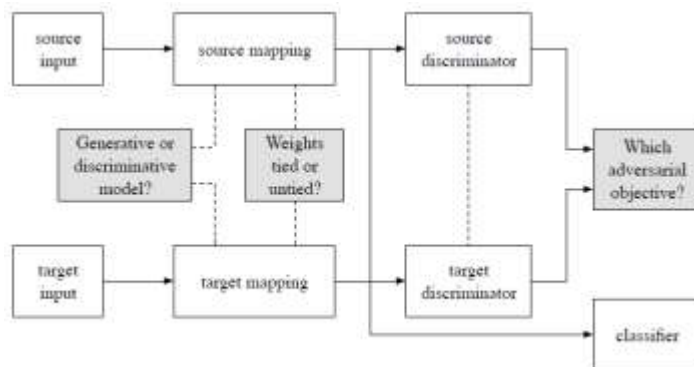 source
input
source mapping
source
discriminator
Generative or
discriminative
model?
Weights
tied or
untied?
Which
adversarial
objective?
target
input
target mapping
target
discriminator
classifier